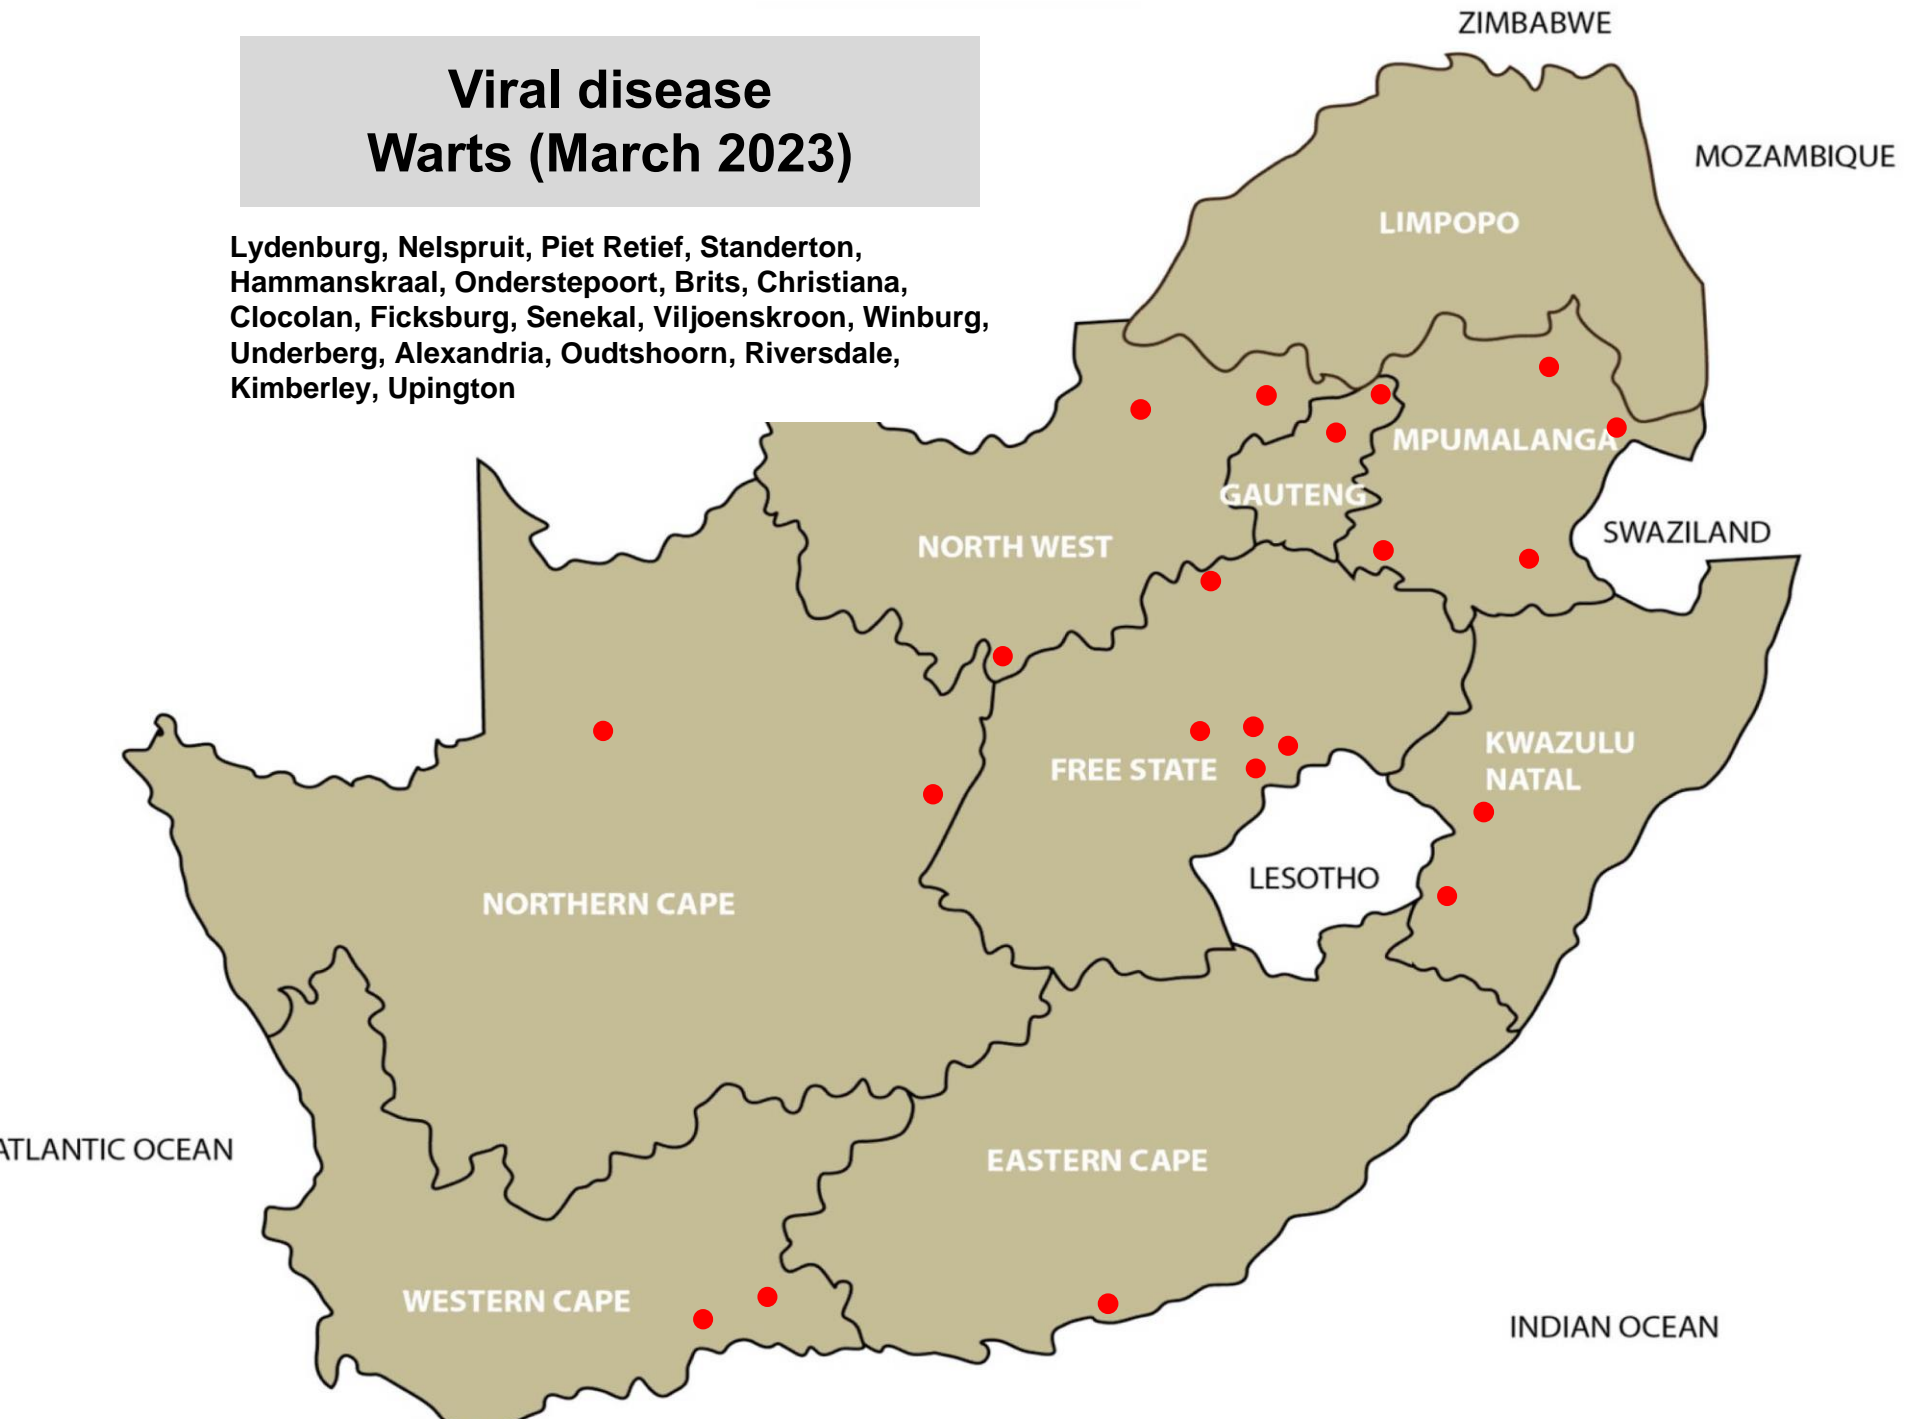 ZIMBABWE
Viral disease
Warts (March 2023)
MOZAMBIQUE
LIMPOPO
Lydenburg, Nelspruit, Piet Retief, Standerton,
Hammanskraal, Onderstepoort, Brits, Christiana,
Clocolan, Ficksburg, Senekal, Viljoenskroon, Winburg,
Underberg, Alexandria, Oudtshoorn, Riversdale,
Kimberley, Upington
MPUMALANGA
GAUTENG
SWAZILAND
NORTH WEST
KWAZULU
NATAL
FREE STATE
LESOTHO
NORTHERN CAPE
ATLANTIC OCEAN
EASTERN CAPE
WESTERN CAPE
INDIAN OCEAN